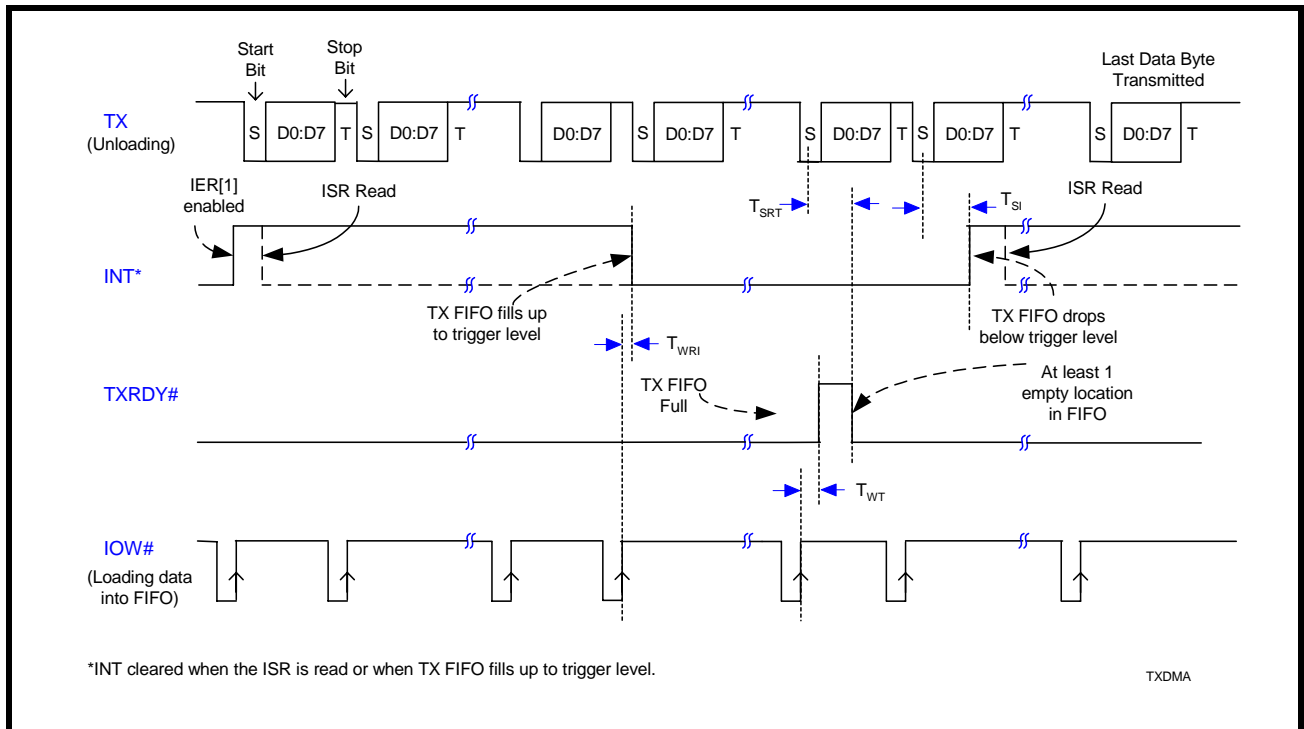 Start
Bit
Stop
Bit
Last Data Byte
Transmitted
TX
(Unloading)
S D0:D7 T S D0:D7 T D0:D7 S D0:D7 T S D0:D7 T S D0:D7 T S D0:D7 T
IER[1]
enabled
ISR Read
TSRT
TSI
ISR Read
INT*
TX FIFO fills up
to trigger level
TX FIFO drops
below trigger level
TWRI
TXRDY#
TX FIFO
Full
At least 1
empty location
in FIFO
TWT
IOW#
(Loading data
into FIFO)
*INT cleared when the ISR is read or when TX FIFO fills up to trigger level.
TXDMA